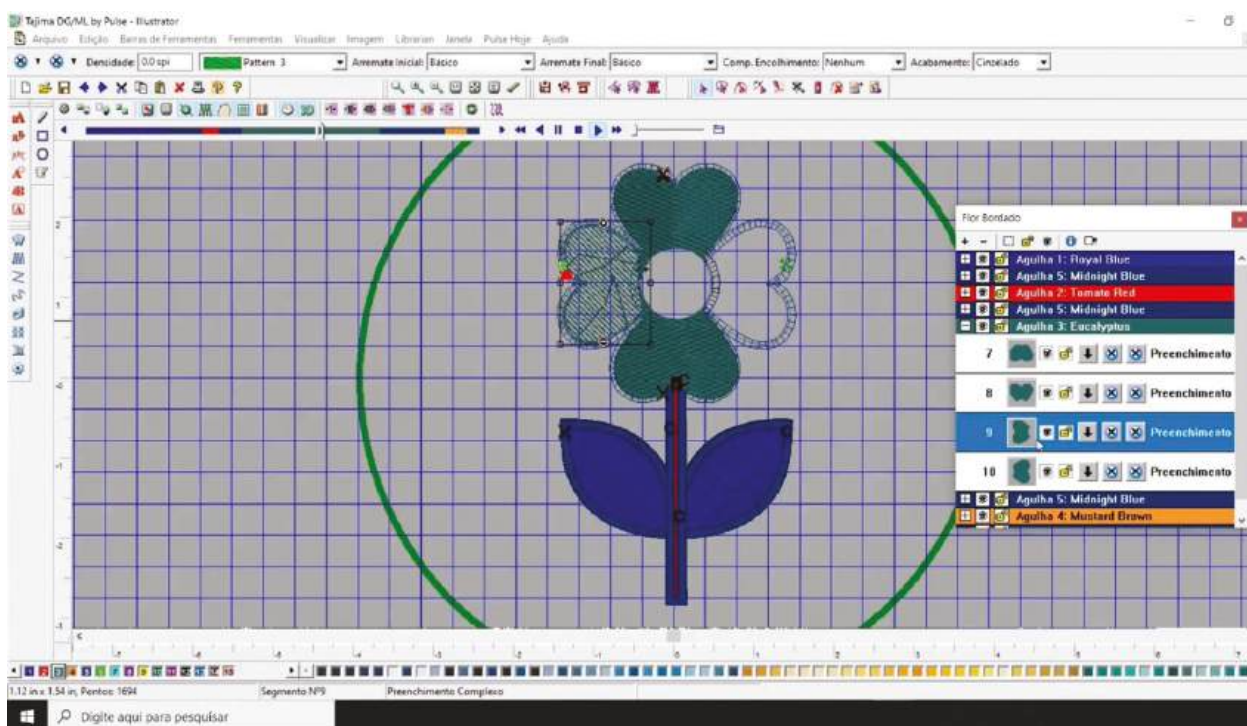 Tajima DG/ML by Pulse - Illustrator
Arquivo Edição Barras de Ferramentas Ferramentas Visualizar Imagem Librarian Janela Pulse Hoje Ajuda
Densidade: 0.0 spi Pattern 3 Arremate Inicial: Básico Arremate Final: Básico Comp. Encolhimento: Nenhum Acabamento: Cinzelado
Flor Bordado
Agulha 1: Royal Blue
Agulha 5: Midnight Blue
Agulha 2: Tomate Red
Agulha 5: Midnight Blue
Agulha 3: Eucalyptus
7 Preenchimento
8 Preenchimento
9 Preenchimento
10 Preenchimento
Agulha 5: Midnight Blue
Agulha 4: Mustard Brown
1.12 in x 1.54 in, Pontos: 1694 Segmento Nº9 Preenchimento Complexo
Digite aqui para pesquisar